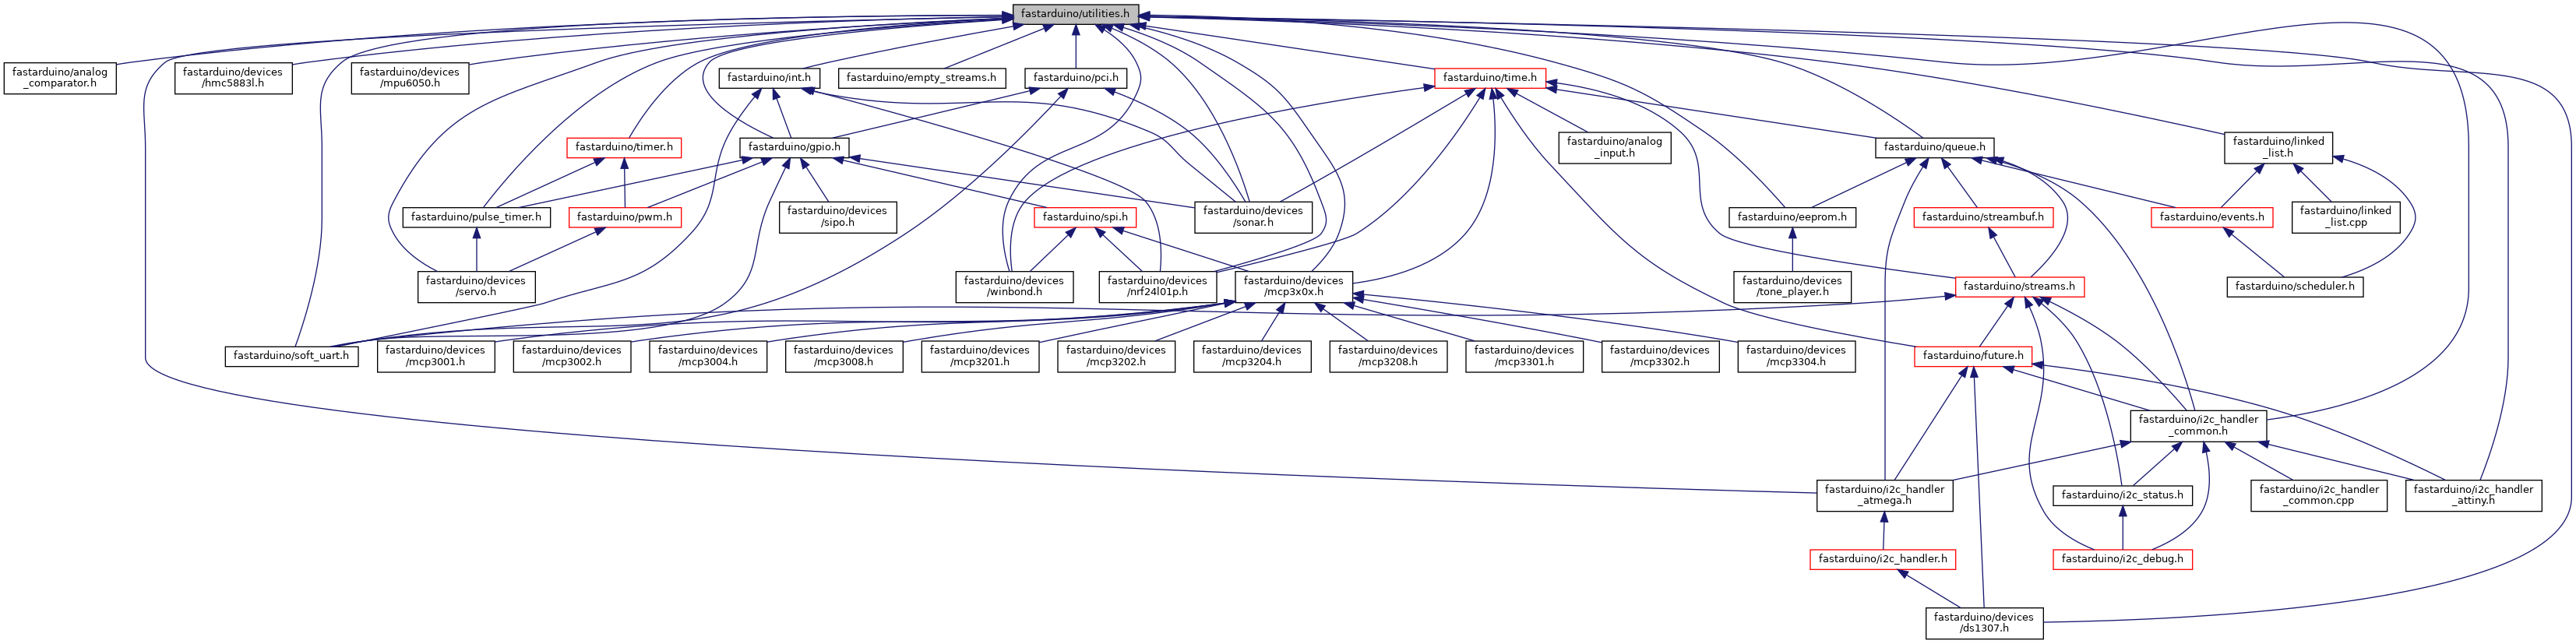 fastarduino/utilities.h
fastarduino/analog
_comparator.h
fastarduino/devices
/hmc5883l.h
fastarduino/devices
/mpu6050.h
fastarduino/int.h
fastarduino/empty_streams.h
fastarduino/pci.h
fastarduino/time.h
fastarduino/timer.h
fastarduino/gpio.h
fastarduino/analog
_input.h
fastarduino/queue.h
fastarduino/linked
_list.h
fastarduino/pulse_timer.h
fastarduino/pwm.h
fastarduino/devices
/sipo.h
fastarduino/spi.h
fastarduino/devices
/sonar.h
fastarduino/eeprom.h
fastarduino/streambuf.h
fastarduino/events.h
fastarduino/linked
_list.cpp
fastarduino/devices
/servo.h
fastarduino/devices
/winbond.h
fastarduino/devices
/nrf24l01p.h
fastarduino/devices
/mcp3x0x.h
fastarduino/devices
/tone_player.h
fastarduino/streams.h
fastarduino/scheduler.h
fastarduino/soft_uart.h
fastarduino/devices
/mcp3001.h
fastarduino/devices
/mcp3002.h
fastarduino/devices
/mcp3004.h
fastarduino/devices
/mcp3008.h
fastarduino/devices
/mcp3201.h
fastarduino/devices
/mcp3202.h
fastarduino/devices
/mcp3204.h
fastarduino/devices
/mcp3208.h
fastarduino/devices
/mcp3301.h
fastarduino/devices
/mcp3302.h
fastarduino/devices
/mcp3304.h
fastarduino/future.h
fastarduino/i2c_handler
_common.h
fastarduino/i2c_handler
_atmega.h
fastarduino/i2c_status.h
fastarduino/i2c_handler
_common.cpp
fastarduino/i2c_handler
_attiny.h
fastarduino/i2c_handler.h
fastarduino/i2c_debug.h
fastarduino/devices
/ds1307.h